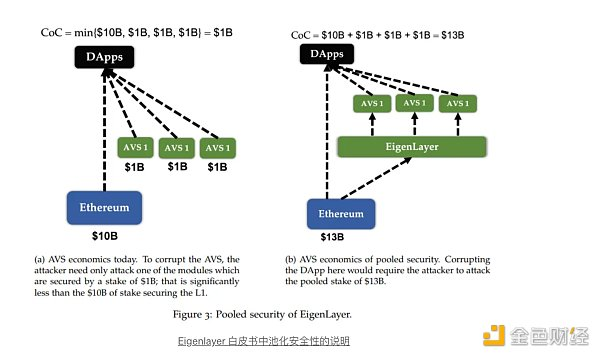 CoC = min{$10B, $1B, $1B, $1B} = $1B
DApps
AVS 1 AVS 1 AVS 1
$1B $1B $1B
Ethereum
$10B
(a) AVS economics today. To corrupt the AVS, the
attacker need only attack one of the modules which
are secured by a stake of $1B; that is significantly
less than the $10B of stake securing the L1.
CoC = $10B + $1B + $1B + $1B = $13B
DApps
AVS 1 AVS 1 AVS 1
EigenLayer
Ethereum
$13B
(b) AVS economics of pooled security. Corrupting
the DApp here would require the attacker to attack
the pooled stake of $13B.
Figure 3: Pooled security of EigenLayer.
Eigenlayer 白皮书中池化安全性的说明
金色财经